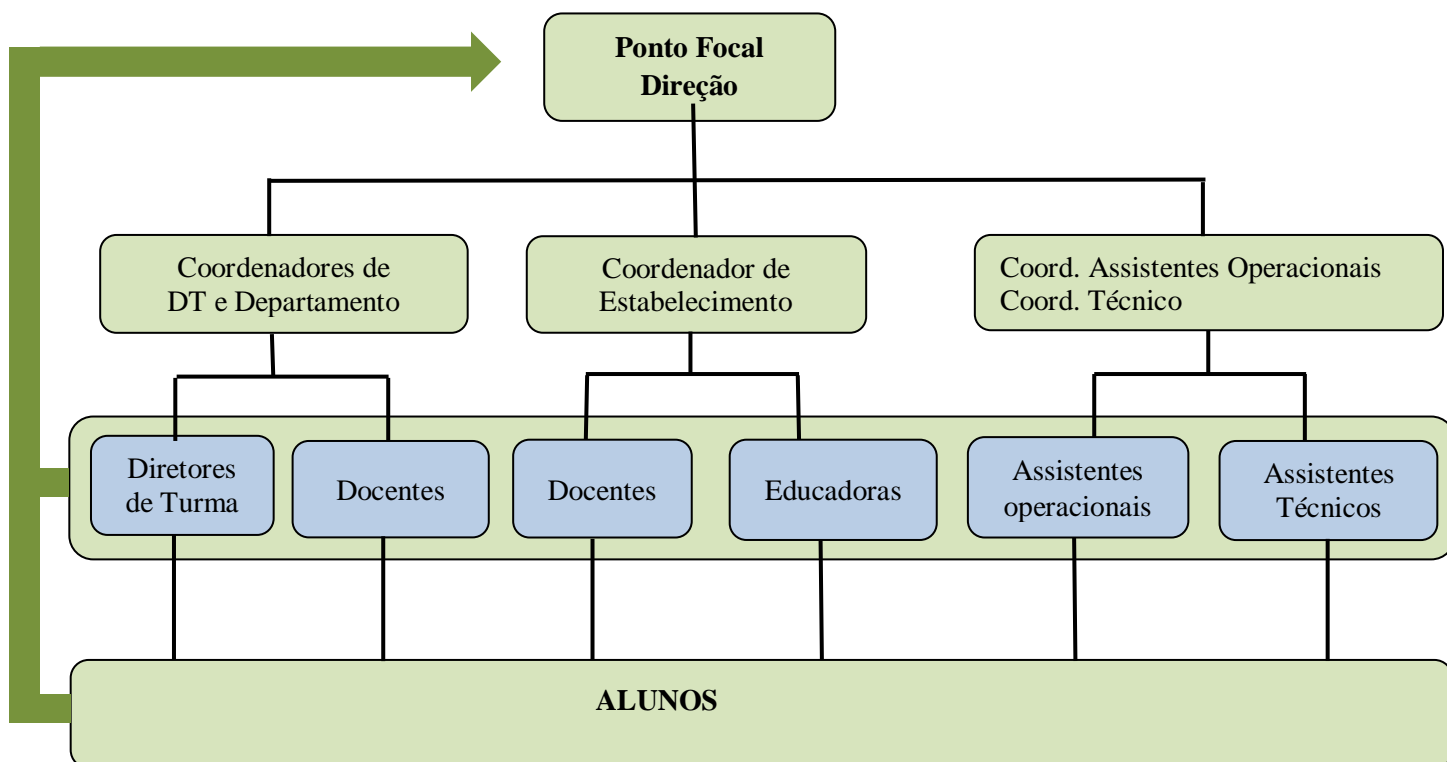 Ponto Focal
Direção
Coordenadores de
DT e Departamento
Coordenador de
Estabelecimento
Coord. Assistentes Operacionais
Coord. Técnico
Diretores
de Turma
Docentes
Docentes
Educadoras
Assistentes
operacionais
Assistentes
Técnicos
ALUNOS